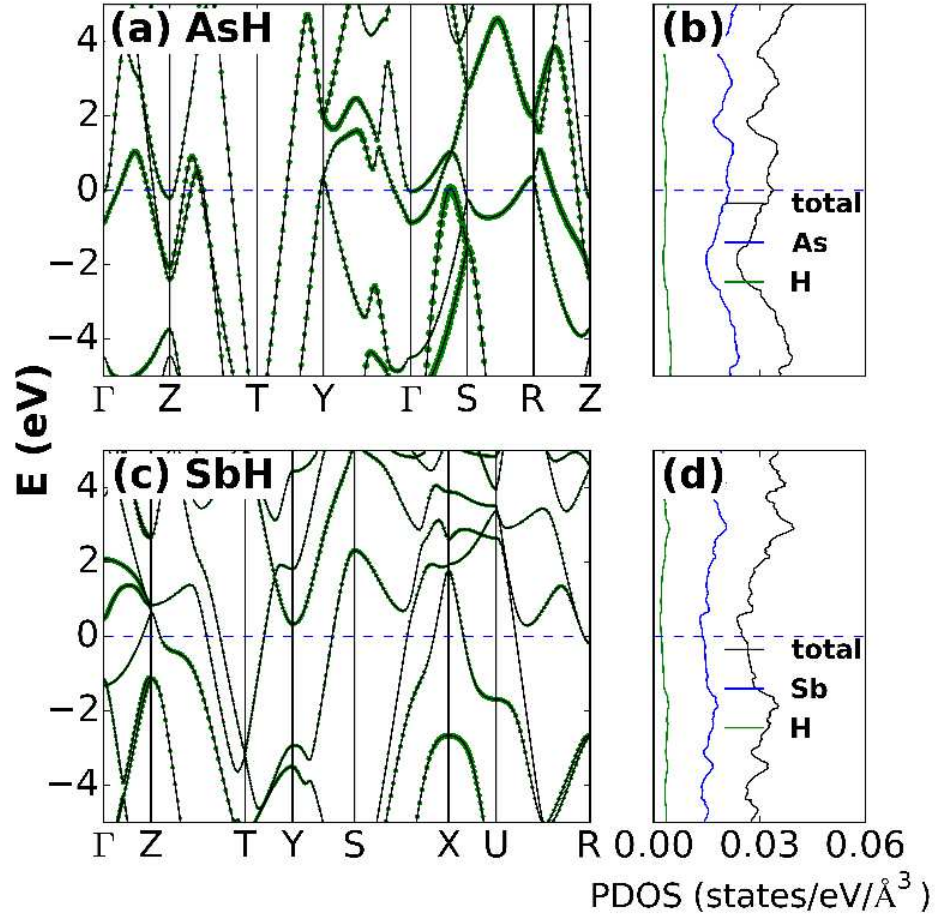 (a) AsH
(b)
4
2
0
−2
−4
total
As
H
Γ Z T Y Γ S R Z
E (eV)
(c) SbH
(d)
4
2
0
−2
−4
total
Sb
H
Γ Z T Y S X U R
0.00 0.03 0.06
PDOS (states/eV/Å³)